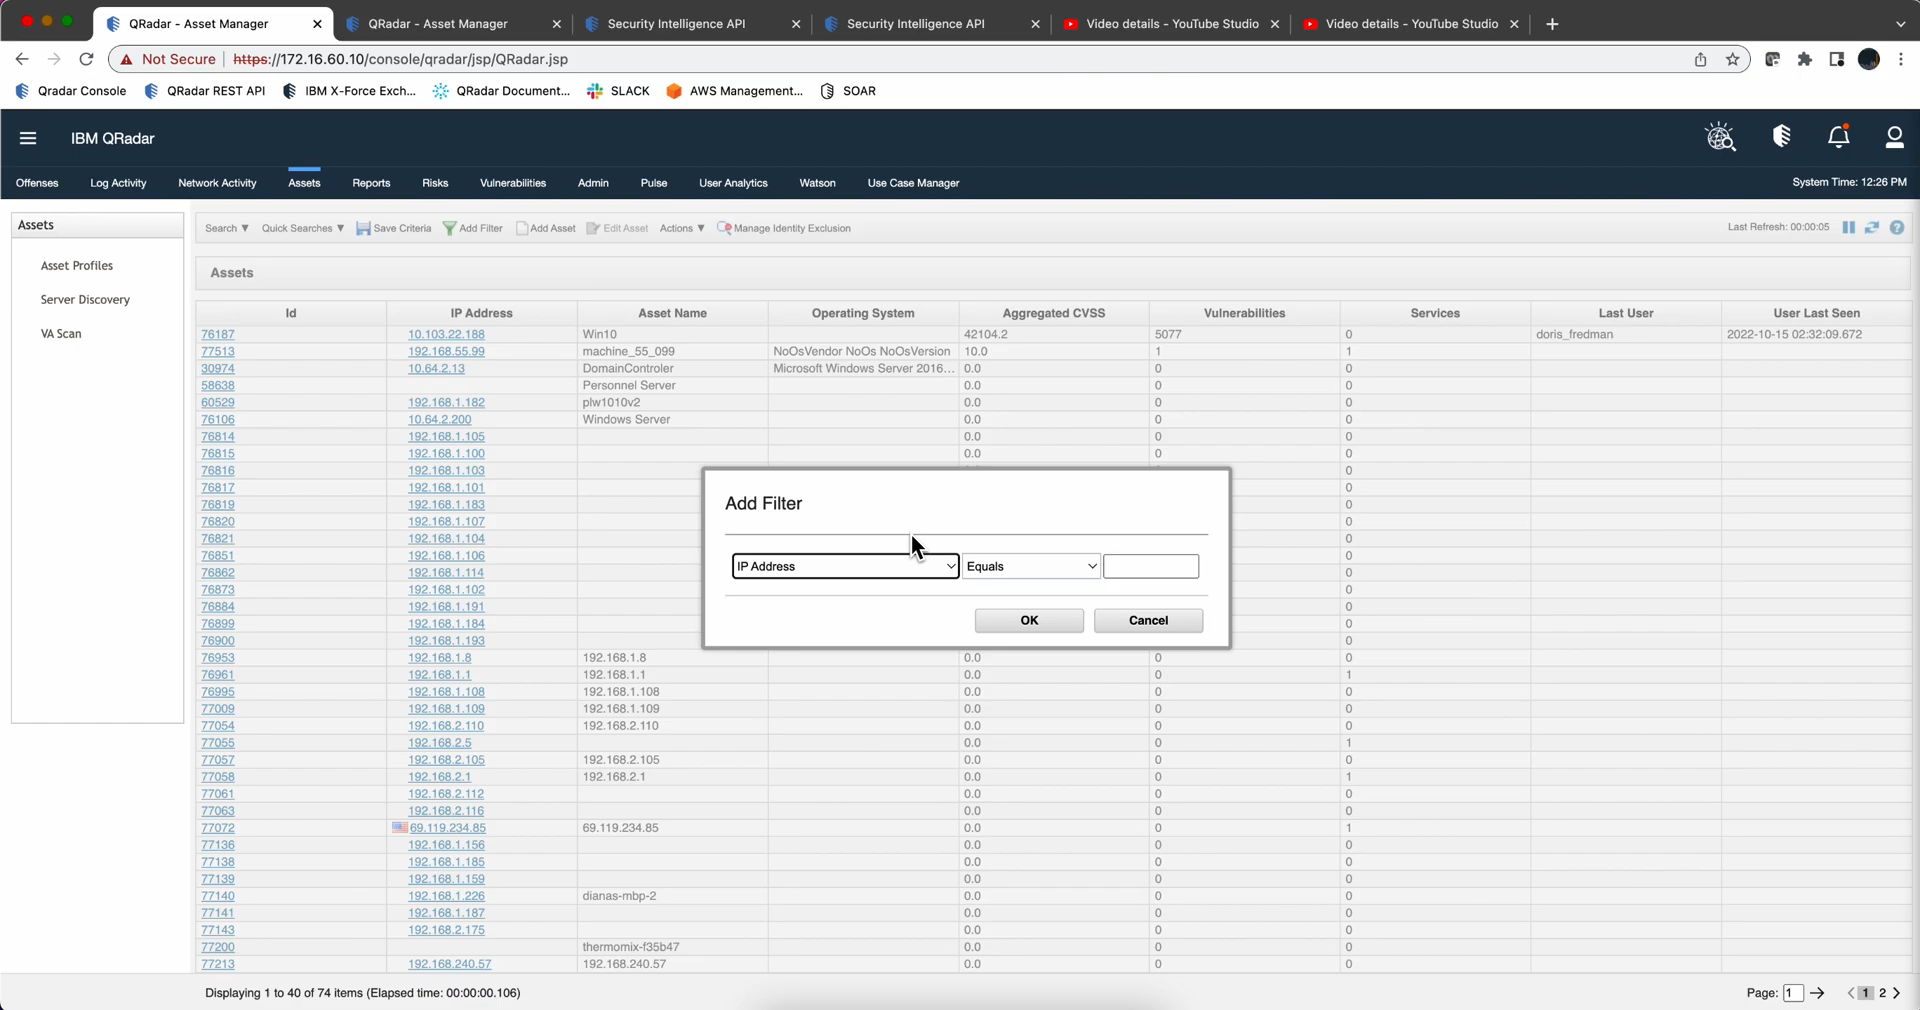 QRadar - Asset Manager
QRadar - Asset Manager
Security Intelligence API
Security Intelligence API
Video details - YouTube Studio
Video details - YouTube Studio
Not Secure https://172.16.60.10/console/qradar/jsp/QRadar.jsp
Qradar Console QRadar REST API IBM X-Force Exch... QRadar Document... SLACK AWS Management... SOAR
IBM QRadar
Offenses Log Activity Network Activity Assets Reports Risks Vulnerabilities Admin Pulse User Analytics Watson Use Case Manager System Time: 12:26 PM
Assets
Asset Profiles
Server Discovery
VA Scan
Search ▼ Quick Searches ▼ Save Criteria Add Filter Add Asset Edit Asset Actions ▼ Manage Identity Exclusion Last Refresh: 00:00:05
Assets
Id IP Address Asset Name Operating System Aggregated CVSS Vulnerabilities Services Last User User Last Seen
76187 10.103.22.188 Win10 42104.2 5077 0 doris_fredman 2022-10-15 02:32:09.672
77513 192.168.55.99 machine_55_099 NoOsVendor NoOs NoOsVersion 10.0 1 1
30974 10.64.2.13 DomainControler Microsoft Windows Server 2016... 0.0 0 0
58638 Personnel Server 0.0 0 0
60529 192.168.1.182 plw1010v2 0.0 0 0
76106 10.64.2.200 Windows Server 0.0 0 0
76814 192.168.1.105 0.0 0 0
76815 192.168.1.100 0.0 0 0
76816 192.168.1.103 0
76817 192.168.1.101 0
76819 192.168.1.183 0
76820 192.168.1.107 0
76821 192.168.1.104 0
76851 192.168.1.106 0
76862 192.168.1.114 0
76873 192.168.1.102 0
76884 192.168.1.191 0
76899 192.168.1.184 0
76900 192.168.1.193 0
76953 192.168.1.8 192.168.1.8 0.0 0 0
76961 192.168.1.1 192.168.1.1 0.0 0 1
76995 192.168.1.108 192.168.1.108 0.0 0 0
77009 192.168.1.109 192.168.1.109 0.0 0 0
77054 192.168.2.110 192.168.2.110 0.0 0 0
77055 192.168.2.5 0.0 0 1
77057 192.168.2.105 192.168.2.105 0.0 0 0
77058 192.168.2.1 192.168.2.1 0.0 0 1
77061 192.168.2.112 0.0 0 0
77063 192.168.2.116 0.0 0 0
77072 69.119.234.85 69.119.234.85 0.0 0 1
77136 192.168.1.156 0.0 0 0
77138 192.168.1.185 0.0 0 0
77139 192.168.1.159 0.0 0 0
77140 192.168.1.226 dianas-mbp-2 0.0 0 0
77141 192.168.1.187 0.0 0 0
77143 192.168.2.175 0.0 0 0
77200 thermomix-f35b47 0.0 0 0
77213 192.168.240.57 192.168.240.57 0.0 0 0
Add Filter
IP Address Equals
OK Cancel
Displaying 1 to 40 of 74 items (Elapsed time: 00:00:00.106)
Page: 1 → < 1 2 >